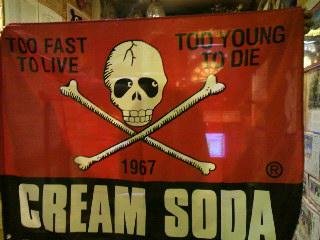 TOO FAST
TO LIVE
TOO YOUNG
TO DIE
1967
®
CREAM SODA